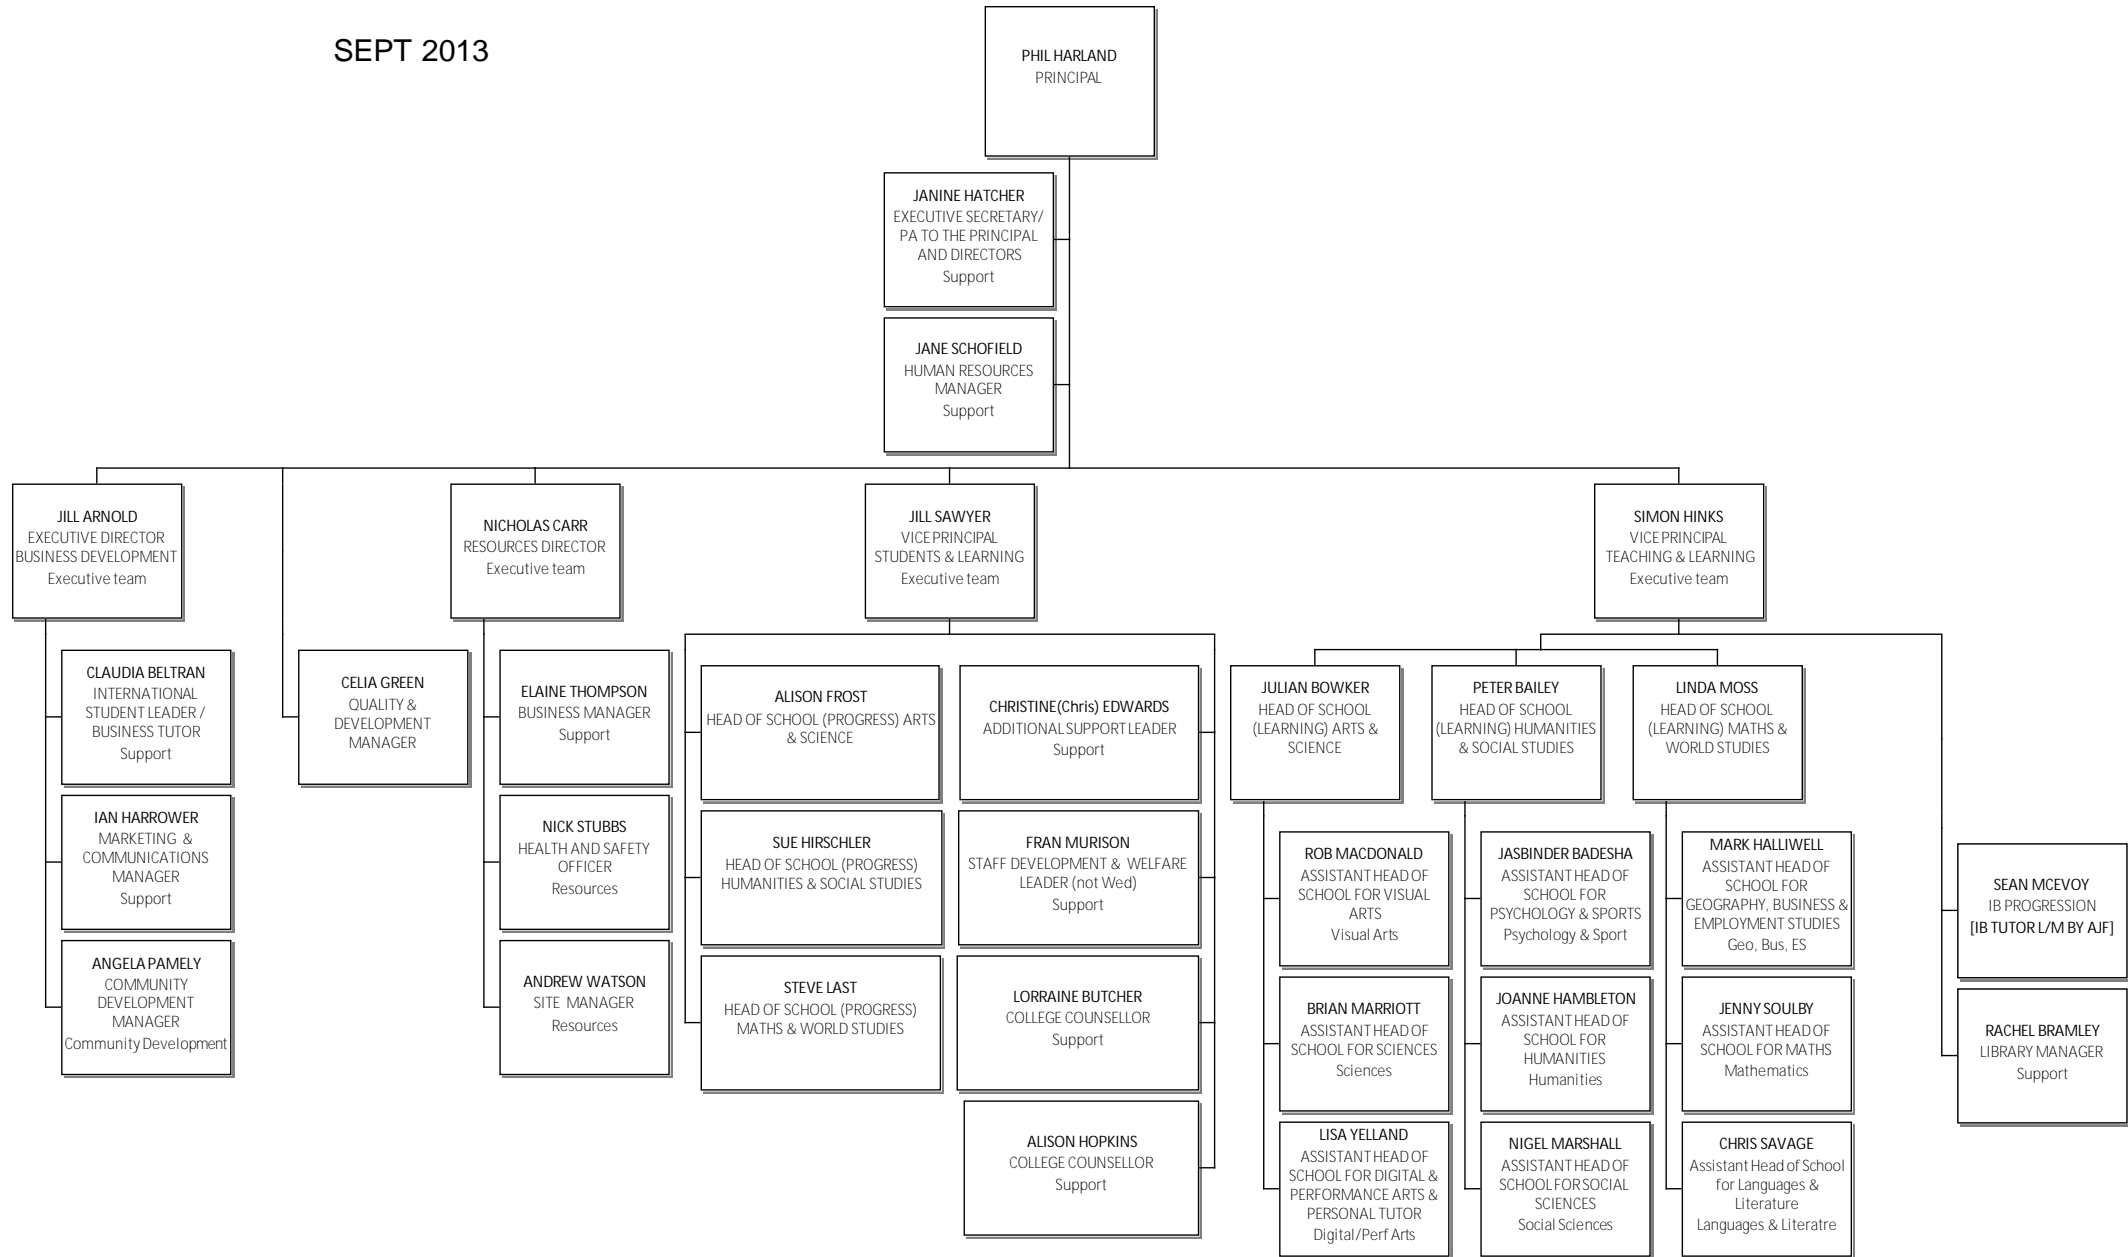 SEPT 2013
PHIL HARLAND
PRINCIPAL
JANINE HATCHER
EXECUTIVE SECRETARY/
PA TO THE PRINCIPAL
AND DIRECTORS
Support
JANE SCHOFIELD
HUMAN RESOURCES
MANAGER
Support
JILL ARNOLD
EXECUTIVE DIRECTOR
BUSINESS DEVELOPMENT
Executive team
NICHOLAS CARR
RESOURCES DIRECTOR
Executive team
JILL SAWYER
VICE PRINCIPAL
STUDENTS & LEARNING
Executive team
SIMON HINKS
VICE PRINCIPAL
TEACHING & LEARNING
Executive team
CLAUDIA BELTRAN
INTERNATIONAL
STUDENT LEADER /
BUSINESS TUTOR
Support
IAN HARROWER
MARKETING &
COMMUNICATIONS
MANAGER
Support
ANGELA PAMELY
COMMUNITY
DEVELOPMENT
MANAGER
Community Development
CELIA GREEN
QUALITY &
DEVELOPMENT
MANAGER
ELAINE THOMPSON
BUSINESS MANAGER
Support
NICK STUBBS
HEALTH AND SAFETY
OFFICER
Resources
ANDREW WATSON
SITE MANAGER
Resources
ALISON FROST
HEAD OF SCHOOL (PROGRESS) ARTS
& SCIENCE
SUE HIRSCHLER
HEAD OF SCHOOL (PROGRESS)
HUMANITIES & SOCIAL STUDIES
STEVE LAST
HEAD OF SCHOOL (PROGRESS)
MATHS & WORLD STUDIES
CHRISTINE(Chris) EDWARDS
ADDITIONAL SUPPORT LEADER
Support
FRAN MURISON
STAFF DEVELOPMENT & WELFARE
LEADER (not Wed)
Support
LORRAINE BUTCHER
COLLEGE COUNSELLOR
Support
ALISON HOPKINS
COLLEGE COUNSELLOR
Support
JULIAN BOWKER
HEAD OF SCHOOL
(LEARNING) ARTS &
SCIENCE
ROB MACDONALD
ASSISTANT HEAD OF
SCHOOL FOR VISUAL
ARTS
Visual Arts
BRIAN MARRIOTT
ASSISTANT HEAD OF
SCHOOL FOR SCIENCES
Sciences
LISA YELLAND
ASSISTANT HEAD OF
SCHOOL FOR DIGITAL &
PERFORMANCE ARTS &
PERSONAL TUTOR
Digital/Perf Arts
PETER BAILEY
HEAD OF SCHOOL
(LEARNING) HUMANITIES
& SOCIAL STUDIES
JASBINDER BADESHA
ASSISTANT HEAD OF
SCHOOL FOR
PSYCHOLOGY & SPORTS
Psychology & Sport
JOANNE HAMBLETON
ASSISTANT HEAD OF
SCHOOL FOR
HUMANITIES
Humanities
NIGEL MARSHALL
ASSISTANT HEAD OF
SCHOOL FOR SOCIAL
SCIENCES
Social Sciences
LINDA MOSS
HEAD OF SCHOOL
(LEARNING) MATHS &
WORLD STUDIES
MARK HALLIWELL
ASSISTANT HEAD OF
SCHOOL FOR
GEOGRAPHY, BUSINESS &
EMPLOYMENT STUDIES
Geo, Bus, ES
JENNY SOULBY
ASSISTANT HEAD OF
SCHOOL FOR MATHS
Mathematics
CHRIS SAVAGE
Assistant Head of School
for Languages &
Literature
Languages & Literatre
SEAN MCEVOY
IB PROGRESSION
[IB TUTOR L/M BY AJF]
RACHEL BRAMLEY
LIBRARY MANAGER
Support